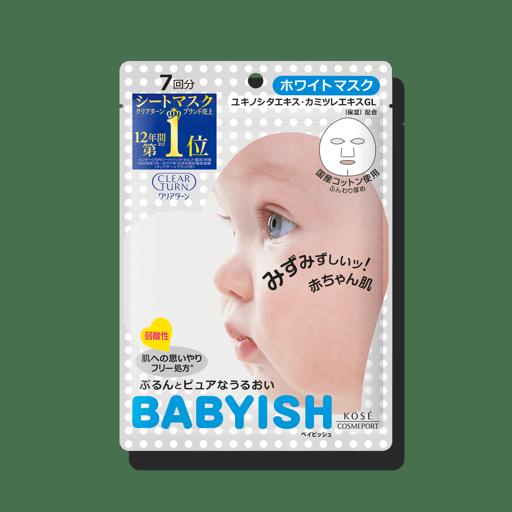 7回分
ホワイトマスク
シートマスク
クリアターン ブランド売上
12年間
第1位
ユキノシタエキス・カミツレエキスGL
(保湿)配合
国産コットン使用
ふんわり厚め
CLEAR
TURN
クリアターン
みずみずしいッ!
赤ちゃん肌
弱酸性
肌への思いやり
フリー処方*
ぷるんとピュアなうるおい
BABYISH
ベイビッシュ
KOSÉ
COSMEPORT